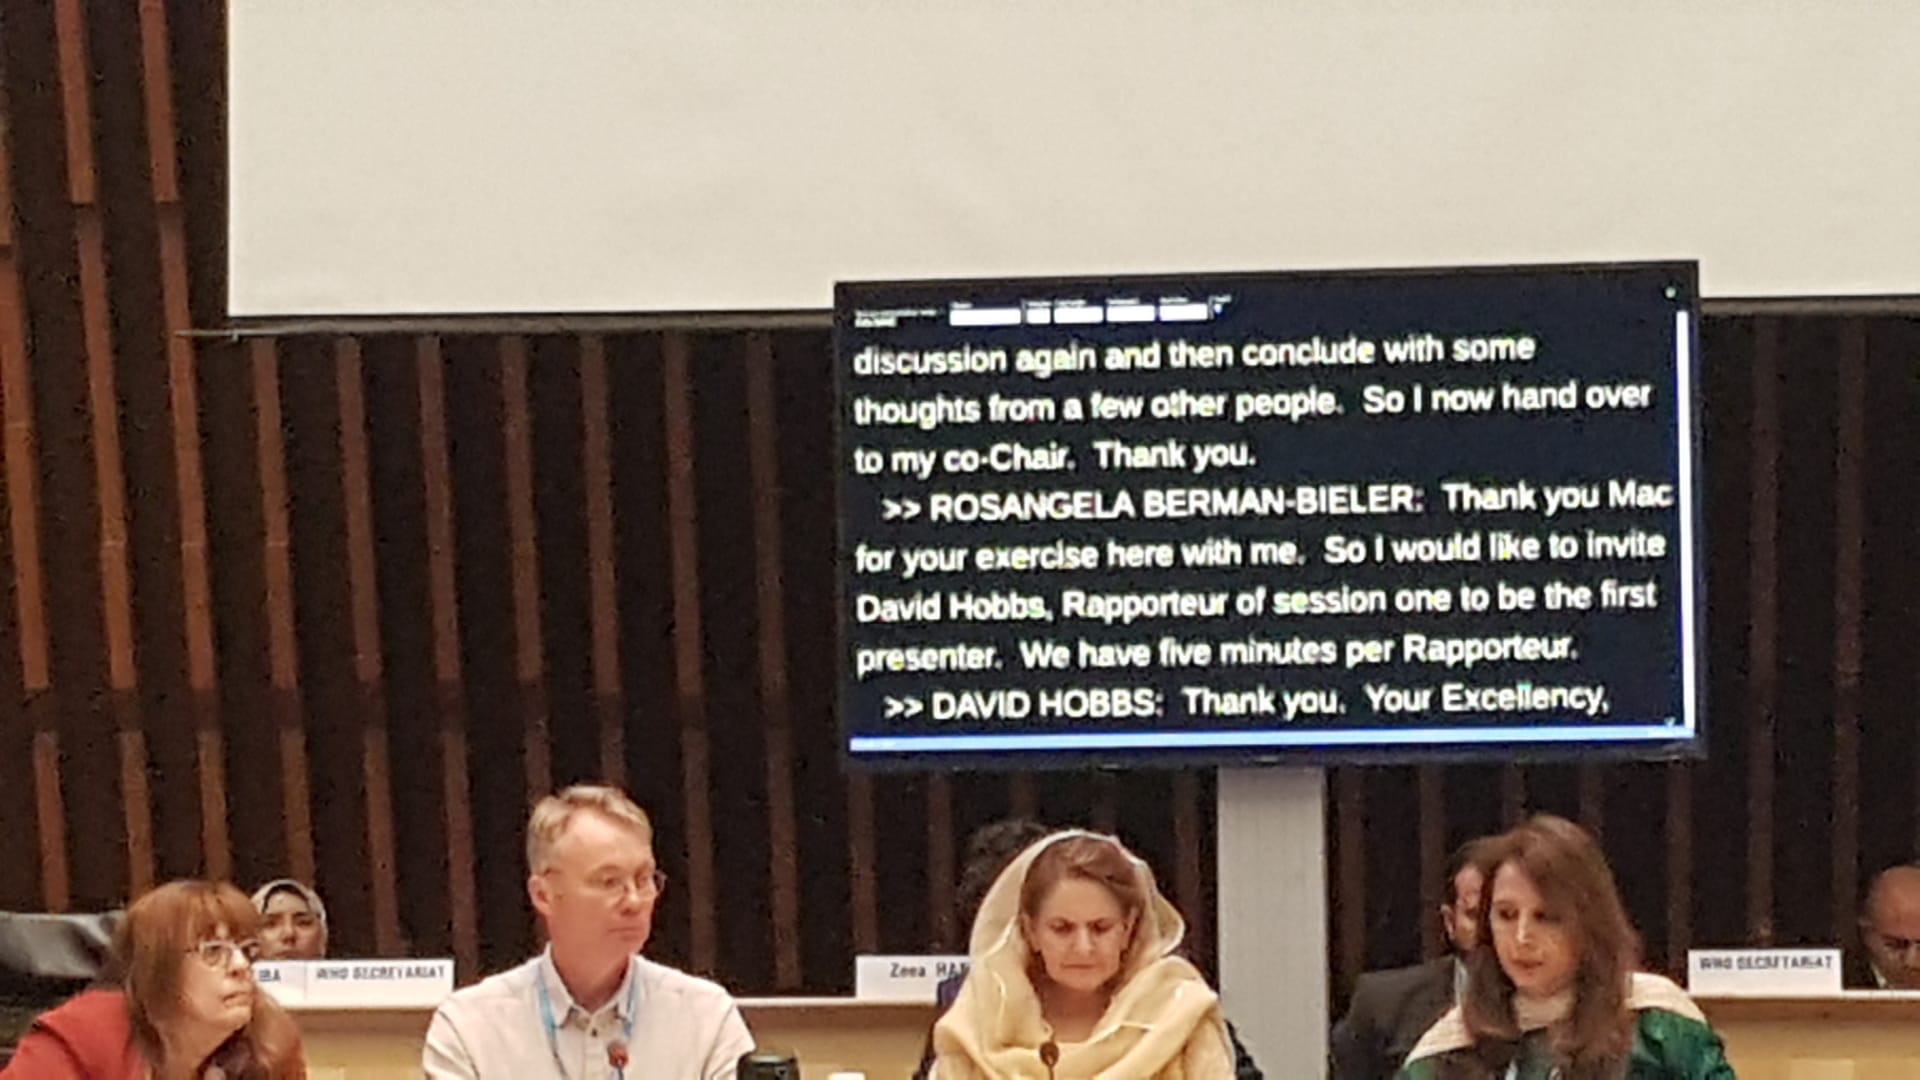 discussion again and then conclude with some
thoughts from a few other people. So I now hand over
to my co-Chair. Thank you.
>> ROSANGELA BERMAN-BIELER: Thank you Mac
for your exercise here with me. So I would like to invite
David Hobbs, Rapporteur of session one to be the first
presenter. We have five minutes per Rapporteur.
>> DAVID HOBBS: Thank you. Your Excellency,
WHO SECRETARIAT
Zeea
WHO SECRETARIAT